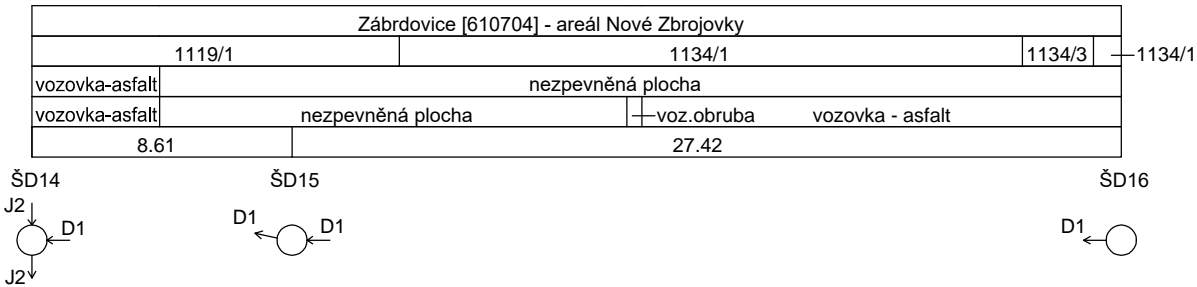 Zábrdovice [610704] - areál Nové Zbrojovky
1119/1 1134/1 1134/3 1134/1
vozovka-asfalt nezpevněná plocha
vozovka-asfalt nezpevněná plocha voz.obruba vozovka - asfalt
8.61 27.42
ŠD14 ŠD15 ŠD16
J2 D1 D1 D1 D1
J2